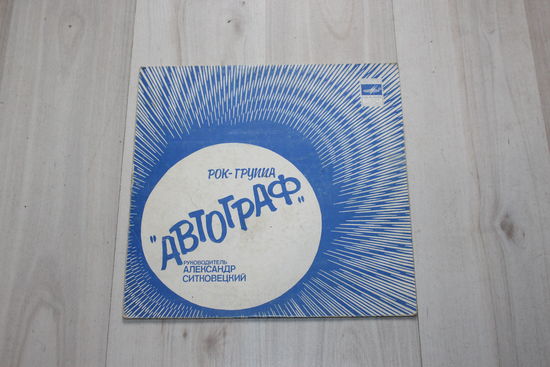 РОК-ГРУППА
"АВТОГРАФ"
РУКОВОДИТЕЛЬ
АЛЕКСАНДР
СИТКОВЕЦКИЙ